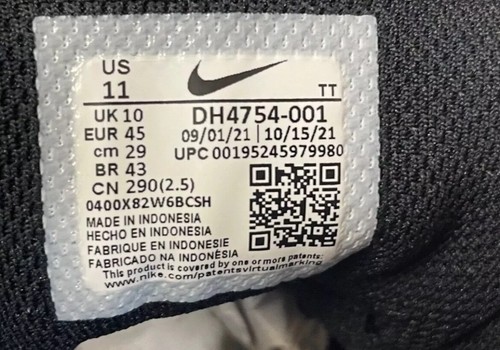 US
11
TT
UK 10
EUR 45
cm 29
BR 43
CN 290(2.5)
DH4754-001
09/01/21 | 10/15/21
UPC 00195245979980
0400X82W6BCSH
MADE IN INDONESIA
HECHO EN INDONESIA
FABRIQUE EN INDONESIE
FABRICADO NA INDONÈSIA
This product is covered by one or more patents:
www.nike.com/patentsvirtualmarking